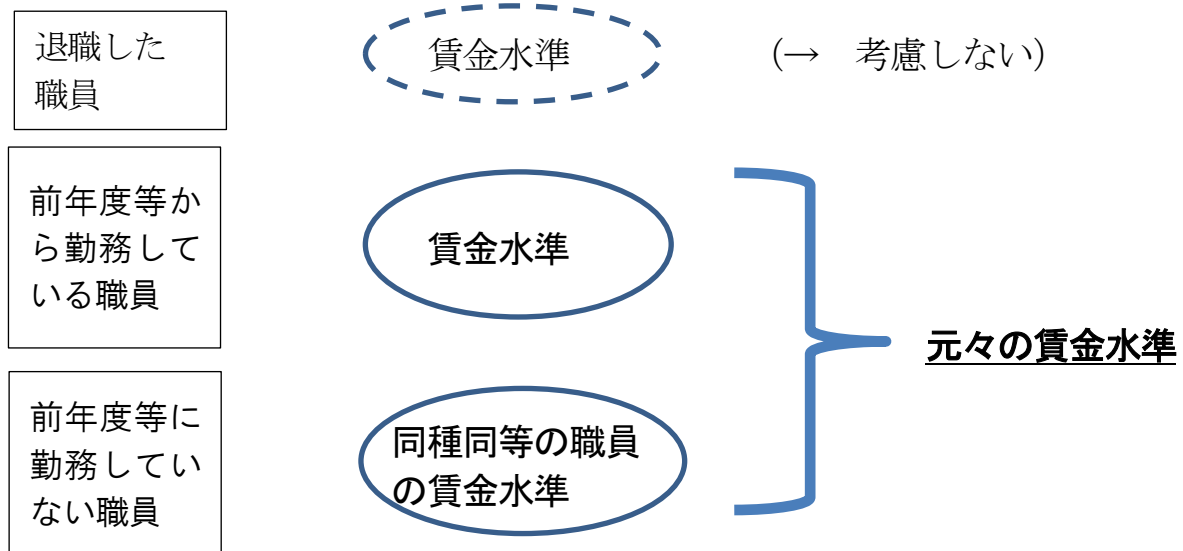 退職した
職員
賃金水準
(→　考慮しない)
前年度等か
ら勤務して
いる職員
賃金水準
元々の賃金水準
前年度等に
勤務してい
ない職員
同種同等の職員
の賃金水準